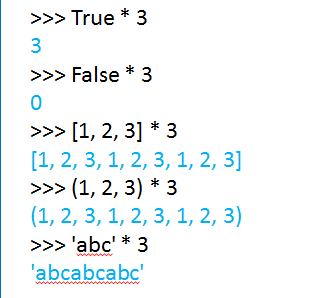 >>> True * 3
3
>>> False * 3
0
>>> [1, 2, 3] * 3
[1, 2, 3, 1, 2, 3, 1, 2, 3]
>>> (1, 2, 3) * 3
(1, 2, 3, 1, 2, 3, 1, 2, 3)
>>> 'abc' * 3
'abcabcabc'